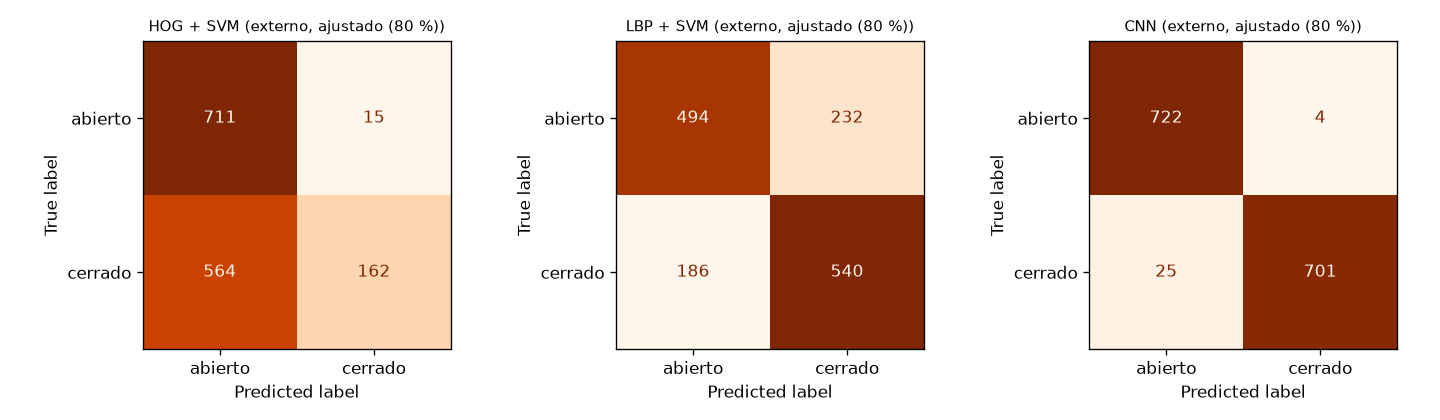 HOG + SVM (externo, ajustado (80 %))
True label
abierto
711
15
cerrado
564
162
abierto
cerrado
Predicted label
LBP + SVM (externo, ajustado (80 %))
True label
abierto
494
232
cerrado
186
540
abierto
cerrado
Predicted label
CNN (externo, ajustado (80 %))
True label
abierto
722
4
cerrado
25
701
abierto
cerrado
Predicted label